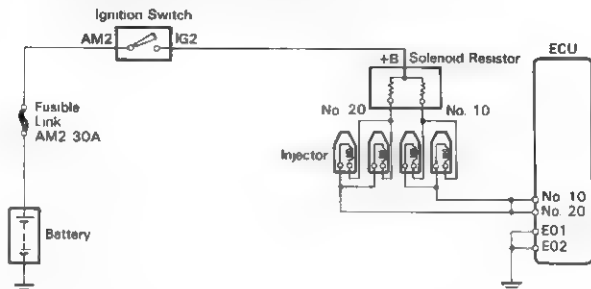 Ignition Switch
AM2
IG2
+B
Solenoid Resistor
ECU
No. 20
No. 10
Fusible
Link
AM2 30A
Injector
No. 10
No. 20
E01
E02
Battery